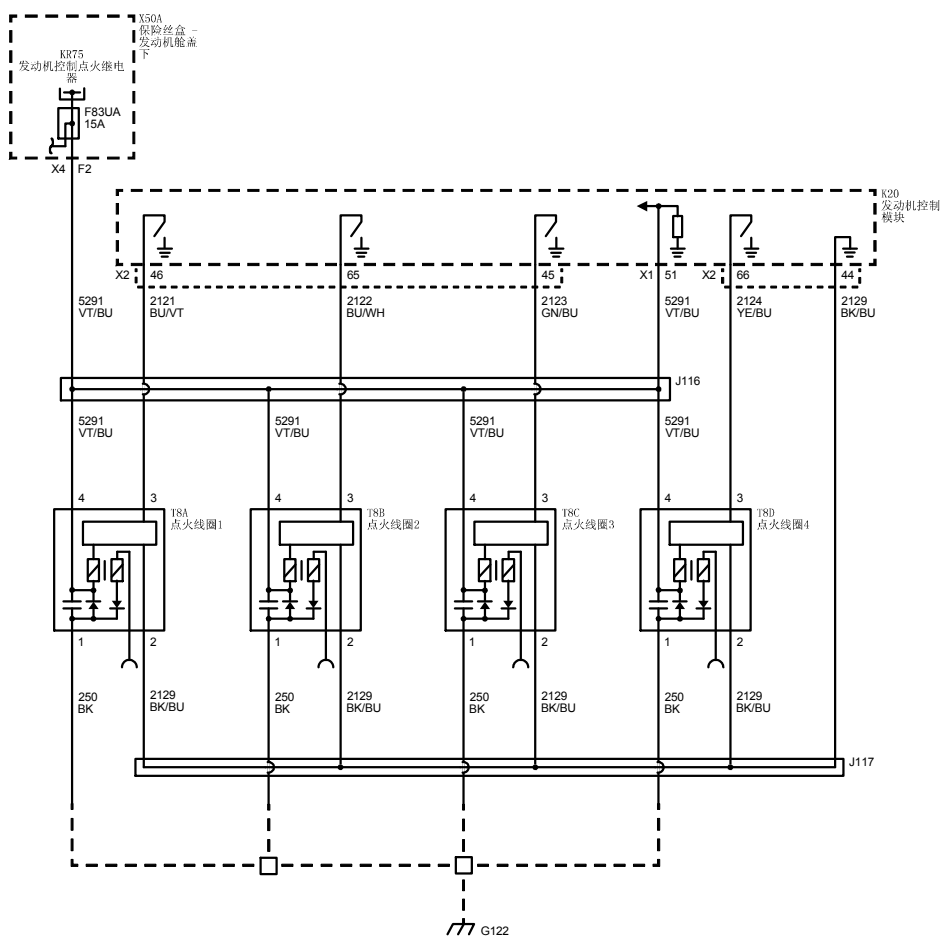 X50A
保险丝盒 -
发动机舱盖
下
KR75
发动机控制点火继电
器
F83UA
15A
X4 F2
K20
发动机控制
模块
X2 46 65 45 X1 51 X2 66 44
5291 2121 2122 2123 5291 2124 2129
VT/BU BU/VT BU/WH GN/BU VT/BU YE/BU BK/BU
J116
5291 5291 5291 5291
VT/BU VT/BU VT/BU VT/BU
4 3 4 3 4 3 4 3
T8A T8B T8C T8D
点火线圈1 点火线圈2 点火线圈3 点火线圈4
1 2 1 2 1 2 1 2
250 2129 250 2129 250 2129 250 2129
BK BK/BU BK BK/BU BK BK/BU BK BK/BU
J117
G122